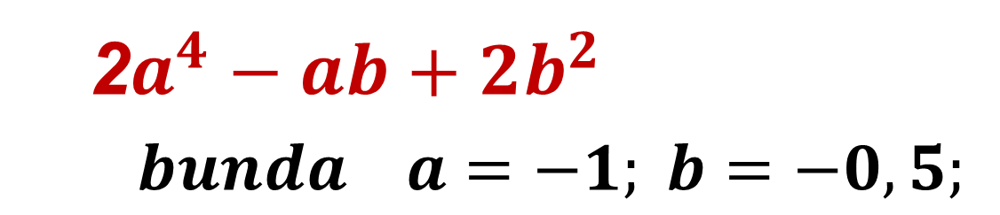 2a⁴ − ab + 2b²
bunda a = −1; b = −0, 5;